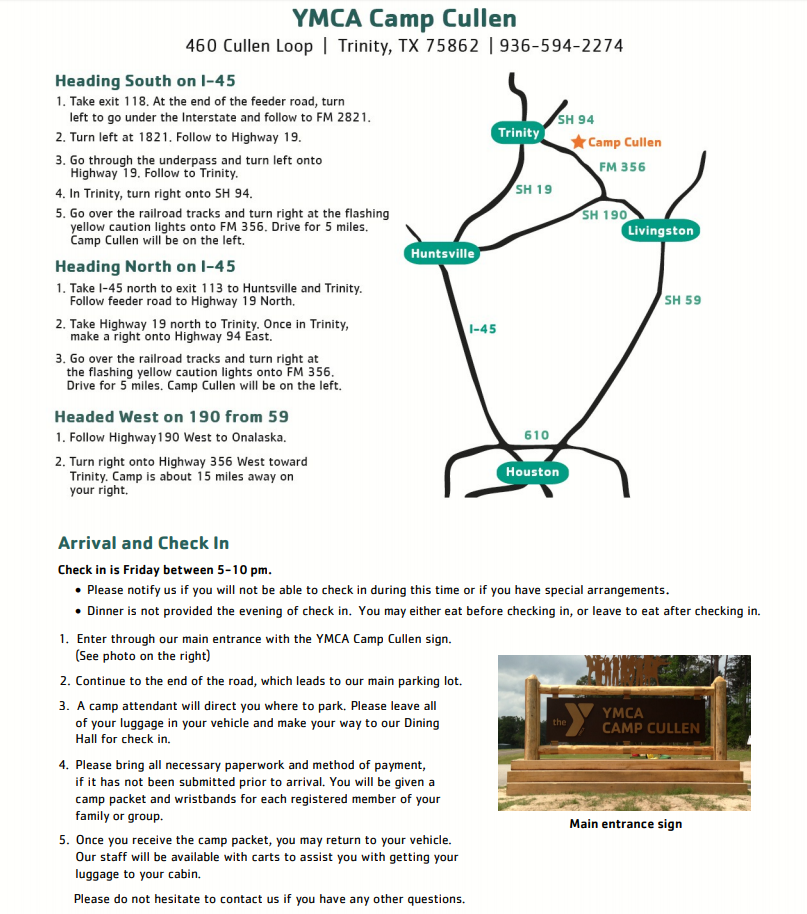 YMCA Camp Cullen
460 Cullen Loop | Trinity, TX 75862 | 936-594-2274
Heading South on I-45
1. Take exit 118. At the end of the feeder road, turn
left to go under the Interstate and follow to FM 2821.
2. Turn left at 1821. Follow to Highway 19.
3. Go through the underpass and turn left onto
Highway 19. Follow to Trinity.
4. In Trinity, turn right onto SH 94.
5. Go over the railroad tracks and turn right at the flashing
yellow caution lights onto FM 356. Drive for 5 miles.
Camp Cullen will be on the left.
Heading North on I-45
1. Take I-45 north to exit 113 to Huntsville and Trinity.
Follow feeder road to Highway 19 North.
2. Take Highway 19 north to Trinity. Once in Trinity,
make a right onto Highway 94 East.
3. Go over the railroad tracks and turn right at
the flashing yellow caution lights onto FM 356.
Drive for 5 miles. Camp Cullen will be on the left.
Headed West on 190 from 59
1. Follow Highway190 West to Onalaska.
2. Turn right onto Highway 356 West toward
Trinity. Camp is about 15 miles away on
your right.
SH 94
Trinity
Camp Cullen
FM 356
SH 19
SH 190
Livingston
Huntsville
SH 59
I-45
610
Houston
Arrival and Check In
Check in is Friday between 5-10 pm.
• Please notify us if you will not be able to check in during this time or if you have special arrangements.
• Dinner is not provided the evening of check in. You may either eat before checking in, or leave to eat after checking in.
1. Enter through our main entrance with the YMCA Camp Cullen sign.
(See photo on the right)
2. Continue to the end of the road, which leads to our main parking lot.
3. A camp attendant will direct you where to park. Please leave all
of your luggage in your vehicle and make your way to our Dining
Hall for check in.
4. Please bring all necessary paperwork and method of payment,
if it has not been submitted prior to arrival. You will be given a
camp packet and wristbands for each registered member of your
family or group.
5. Once you receive the camp packet, you may return to your vehicle.
Our staff will be available with carts to assist you with getting your
luggage to your cabin.
Please do not hesitate to contact us if you have any other questions.
the YMCA
CAMP CULLEN
Main entrance sign